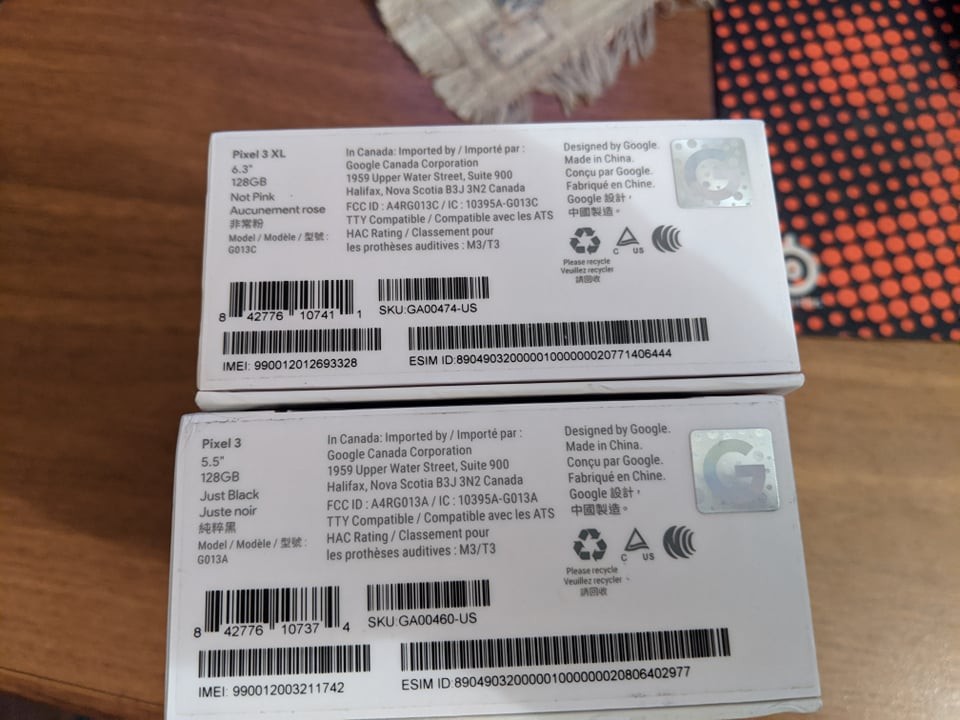 Pixel 3 XL
6.3"
128GB
Not Pink
Aucunement rose
非常粉
Model / Modèle / 型號 :
G013C
In Canada: Imported by / Importé par :
Google Canada Corporation
1959 Upper Water Street, Suite 900
Halifax, Nova Scotia B3J 3N2 Canada
FCC ID : A4RG013C / IC : 10395A-G013C
TTY Compatible / Compatible avec les ATS
HAC Rating / Classement pour
les prothèses auditives : M3/T3
Designed by Google.
Made in China.
Conçu par Google.
Fabriqué en Chine.
Google 設計，
中國製造。
G
C US
Please recycle
Veuillez recycler
請回收
8 42776 10741 1
SKU:GA00474-US
IMEI: 990012012693328
ESIM ID:89049032000001000000020771406444
Pixel 3
5.5"
128GB
Just Black
Juste noir
純粹黑
Model / Modèle / 型號 :
G013A
In Canada: Imported by / Importé par :
Google Canada Corporation
1959 Upper Water Street, Suite 900
Halifax, Nova Scotia B3J 3N2 Canada
FCC ID : A4RG013A / IC : 10395A-G013A
TTY Compatible / Compatible avec les ATS
HAC Rating / Classement pour
les prothèses auditives : M3/T3
Designed by Google.
Made in China.
Conçu par Google.
Fabriqué en Chine.
Google 設計，
中國製造。
G
C US
Please recycle
Veuillez recycler
請回收
8 42776 10737 4
SKU GA00460-US
IMEI: 990012003211742
ESIM ID:89049032000001000000020806402977